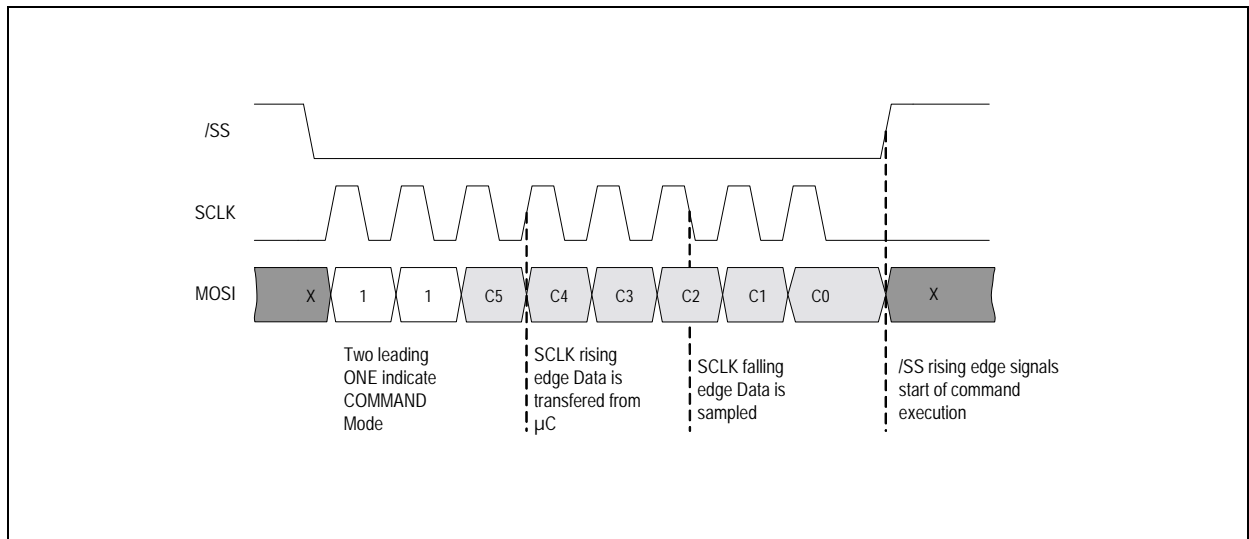 /SS
SCLK
MOSI
X
1
1
C5
C4
C3
C2
C1
C0
X
Two leading
ONE indicate
COMMAND
Mode
SCLK rising
edge Data is
transfered from
µC
SCLK falling
edge Data is
sampled
/SS rising edge signals
start of command
execution